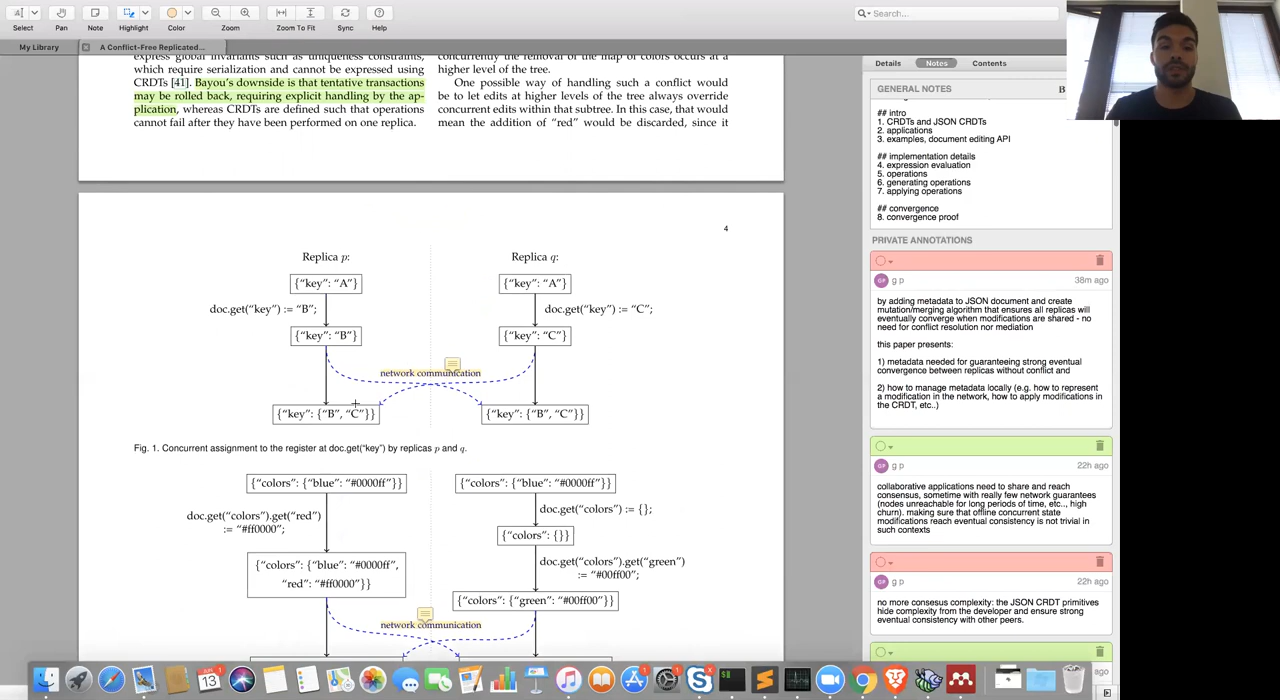 Select
Pan
Note
Highlight
Color
Zoom
Zoom To Fit
Sync
Help
Search...
My Library
A Conflict-Free Replicated...
express global invariants such as uniqueness constraints,
which require serialization and cannot be expressed using
CRDTs [41]. Bayou's downside is that tentative transactions
may be rolled back, requiring explicit handling by the ap-
plication, whereas CRDTs are defined such that operations
cannot fail after they have been performed on one replica.
concurrently the removal of the map of colors occurs at a
higher level of the tree.
One possible way of handling such a conflict would
be to let edits at higher levels of the tree always override
concurrent edits within that subtree. In this case, that would
mean the addition of "red" would be discarded, since it
4
Replica p:
Replica q:
{"key": "A"}
{"key": "A"}
doc.get("key") := "B";
doc.get("key") := "C";
{"key": "B"}
{"key": "C"}
network communication
{"key": {"B", "C"}}
{"key": {"B", "C"}}
Fig. 1. Concurrent assignment to the register at doc.get("key") by replicas p and q.
{"colors": {"blue": "#0000ff"}}
{"colors": {"blue": "#0000ff"}}
doc.get("colors").get("red")
:= "#ff0000";
doc.get("colors") := {};
{"colors": {}}
{"colors": {"blue": "#0000ff",
"red": "#ff0000"}}
doc.get("colors").get("green")
:= "#00ff00";
{"colors": {"green": "#00ff00"}}
network communication
Details
Notes
Contents
GENERAL NOTES
B
## intro
1. CRDTs and JSON CRDTs
2. applications
3. examples, document editing API
## implementation details
4. expression evaluation
5. operations
6. generating operations
7. applying operations
## convergence
8. convergence proof
PRIVATE ANNOTATIONS
GP
g p
38m ago
by adding metadata to JSON document and create
mutation/merging algorithm that ensures all replicas will
eventually converge when modifications are shared - no
need for conflict resolution nor mediation
this paper presents:
1) metadata needed for guaranteeing strong eventual
convergence between replicas without conflict and
2) how to manage metadata locally (e.g. how to represent
a modification in the network, how to apply modifications in
the CRDT, etc..)
GP
g p
22h ago
collaborative applications need to share and reach
consensus, sometime with really few network guarantees
(nodes unreachable for long periods of time, etc.., high
churn). making sure that offline concurrent state
modifications reach eventual consistency is not trivial in
such contexts
GP
g p
22h ago
no more consesus complexity: the JSON CRDT primitives
hide complexity from the developer and ensure strong
eventual consistency with other peers.
ago
13